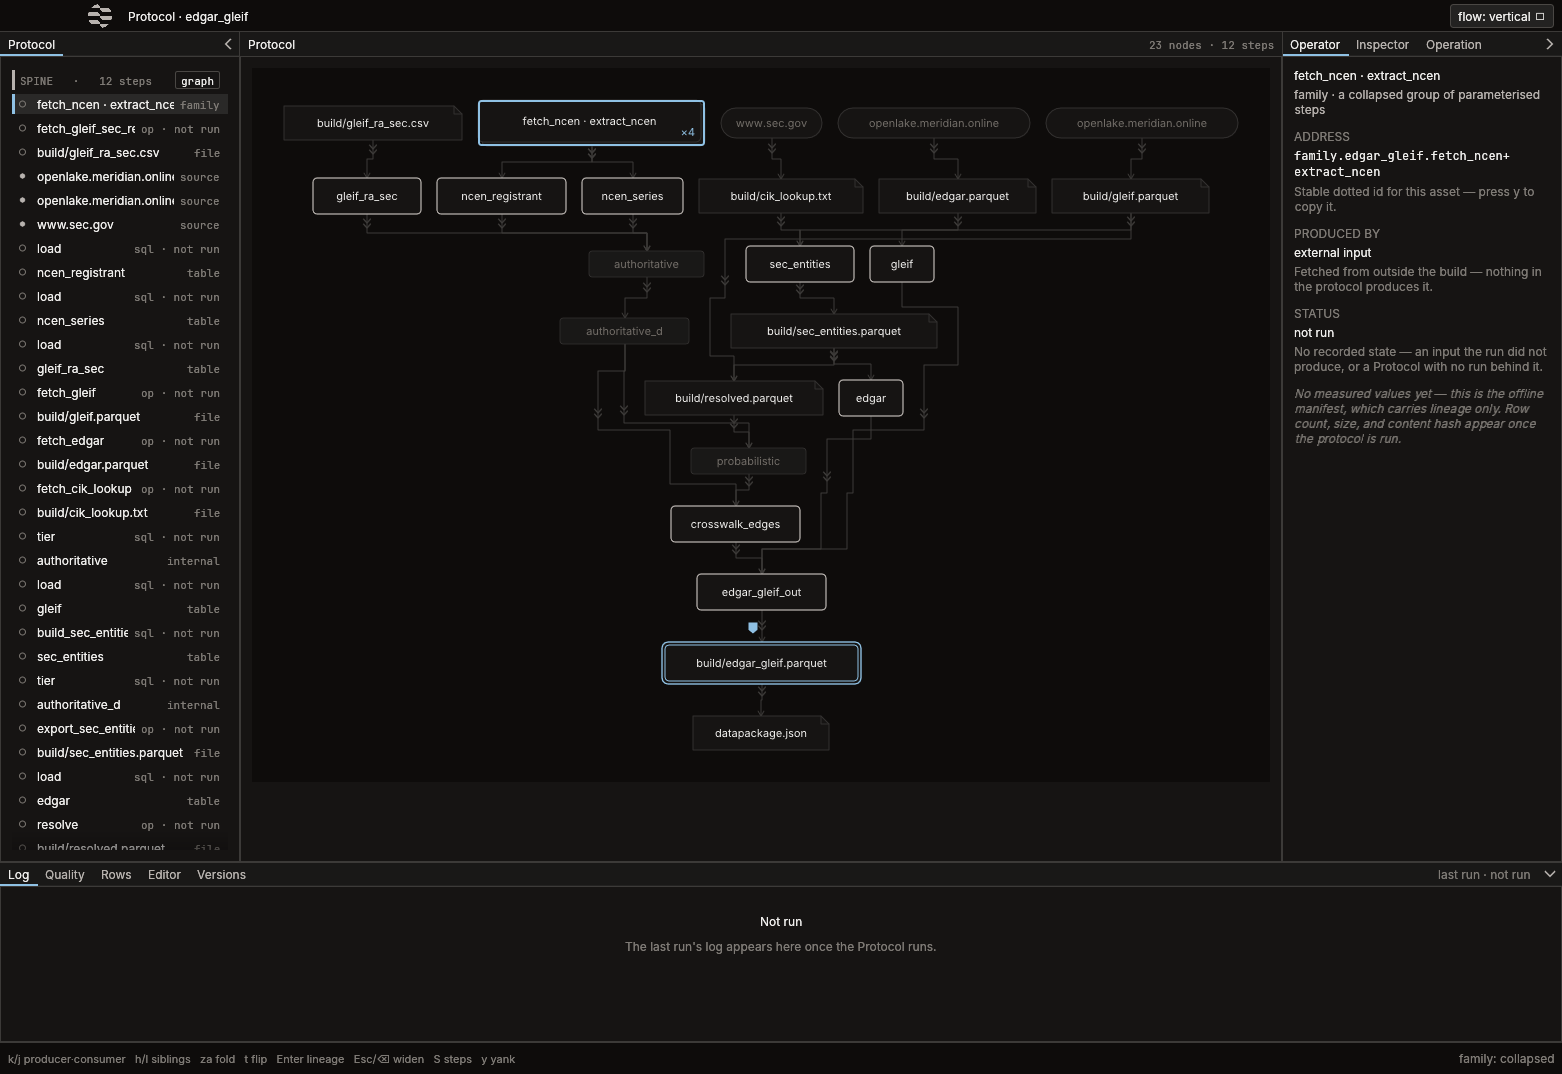 Protocol · edgar_gleif
flow: vertical
Protocol
Protocol
23 nodes · 12 steps
Operator Inspector Operation
SPINE · 12 steps graph
fetch_ncen · extract_nce family
fetch_gleif_sec_re op · not run
build/gleif_ra_sec.csv file
openlake.meridian.online source
openlake.meridian.online source
www.sec.gov source
load sql · not run
ncen_registrant table
load sql · not run
ncen_series table
load sql · not run
gleif_ra_sec table
fetch_gleif op · not run
build/gleif.parquet file
fetch_edgar op · not run
build/edgar.parquet file
fetch_cik_lookup op · not run
build/cik_lookup.txt file
tier sql · not run
authoritative internal
load sql · not run
gleif table
build_sec_entitie sql · not run
sec_entities table
tier sql · not run
authoritative_d internal
export_sec_entitie op · not run
build/sec_entities.parquet file
load sql · not run
edgar table
resolve op · not run
build/resolved.parquet file
build/gleif_ra_sec.csv
fetch_ncen · extract_ncen
×4
www.sec.gov
openlake.meridian.online
openlake.meridian.online
gleif_ra_sec
ncen_registrant
ncen_series
build/cik_lookup.txt
build/edgar.parquet
build/gleif.parquet
authoritative
sec_entities
gleif
authoritative_d
build/sec_entities.parquet
build/resolved.parquet
edgar
probabilistic
crosswalk_edges
edgar_gleif_out
build/edgar_gleif.parquet
datapackage.json
fetch_ncen · extract_ncen
family · a collapsed group of parameterised
steps
ADDRESS
family.edgar_gleif.fetch_ncen+
extract_ncen
Stable dotted id for this asset — press y to
copy it.
PRODUCED BY
external input
Fetched from outside the build — nothing in
the protocol produces it.
STATUS
not run
No recorded state — an input the run did not
produce, or a Protocol with no run behind it.
No measured values yet — this is the offline
manifest, which carries lineage only. Row
count, size, and content hash appear once
the protocol is run.
Log Quality Rows Editor Versions
last run · not run
Not run
The last run's log appears here once the Protocol runs.
k/j producer·consumer h/l siblings za fold t flip Enter lineage Esc/⌫ widen S steps y yank
family: collapsed